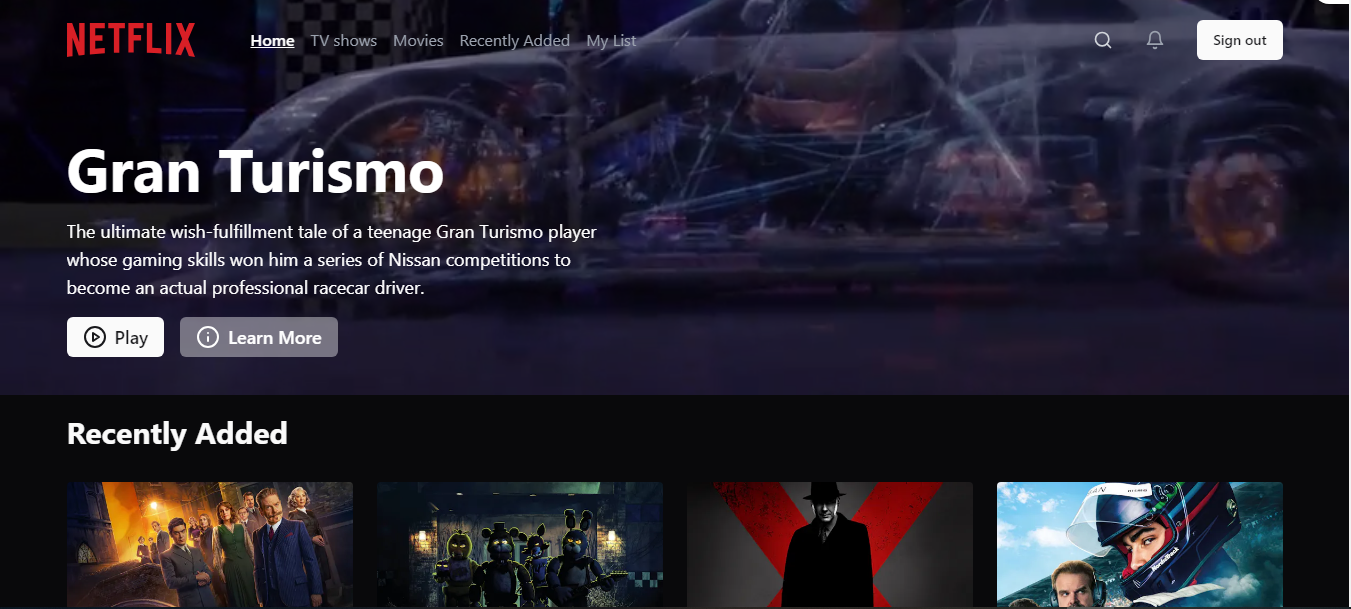 NETFLIX
Home TV shows Movies Recently Added My List
Sign out
Gran Turismo
The ultimate wish-fulfillment tale of a teenage Gran Turismo player
whose gaming skills won him a series of Nissan competitions to
become an actual professional racecar driver.
Play Learn More
Recently Added